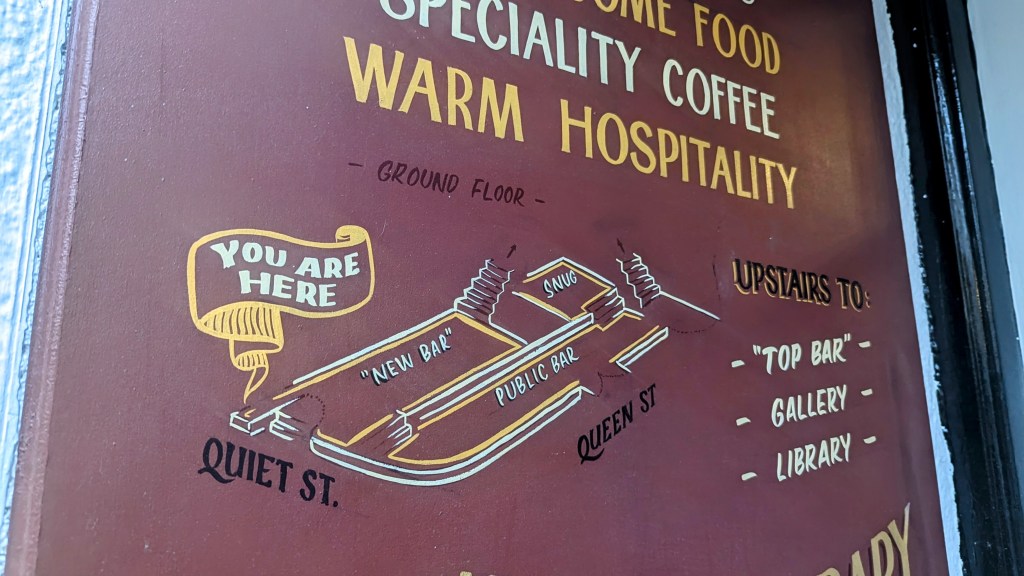 FOOD
SPECIALITY COFFEE
WARM HOSPITALITY
- GROUND FLOOR -
YOU ARE
HERE
SNUG
"NEW BAR"
PUBLIC BAR
QUIET ST.
QUEEN ST
UPSTAIRS TO:
- "TOP BAR" -
- GALLERY -
- LIBRARY -